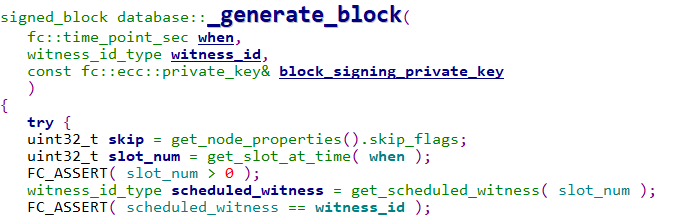 signed_block database::_generate_block(
fc::time_point_sec when,
witness_id_type witness_id,
const fc::ecc::private_key& block_signing_private_key
)
{
try {
uint32_t skip = get_node_properties().skip_flags;
uint32_t slot_num = get_slot_at_time( when );
FC_ASSERT( slot_num > 0 );
witness_id_type scheduled_witness = get_scheduled_witness( slot_num );
FC_ASSERT( scheduled_witness == witness_id );